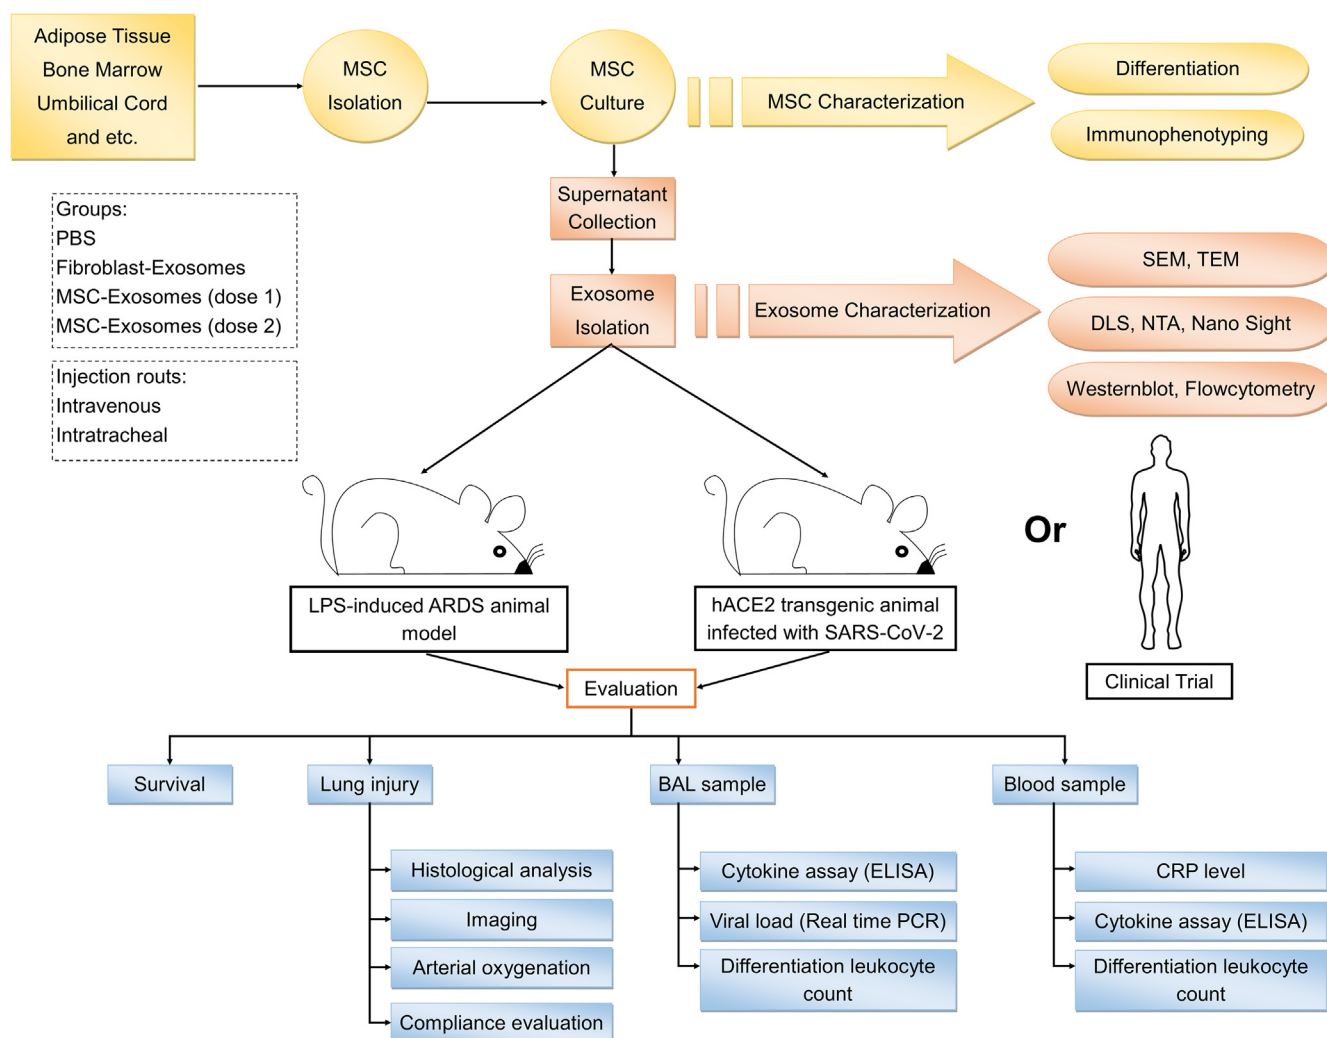 Adipose Tissue
Bone Marrow
Umbilical Cord
and etc.
MSC
Isolation
MSC
Culture
MSC Characterization
Differentiation
Immunophenotyping
Groups:
PBS
Fibroblast-Exosomes
MSC-Exosomes (dose 1)
MSC-Exosomes (dose 2)
Injection routs:
Intravenous
Intratracheal
Supernatant
Collection
Exosome
Isolation
Exosome Characterization
SEM, TEM
DLS, NTA, Nano Sight
Westernblot, Flowcytometry
LPS-induced ARDS animal
model
hACE2 transgenic animal
infected with SARS-CoV-2
Or
Clinical Trial
Evaluation
Survival
Lung injury
Histological analysis
Imaging
Arterial oxygenation
Compliance evaluation
BAL sample
Cytokine assay (ELISA)
Viral load (Real time PCR)
Differentiation leukocyte
count
Blood sample
CRP level
Cytokine assay (ELISA)
Differentiation leukocyte
count